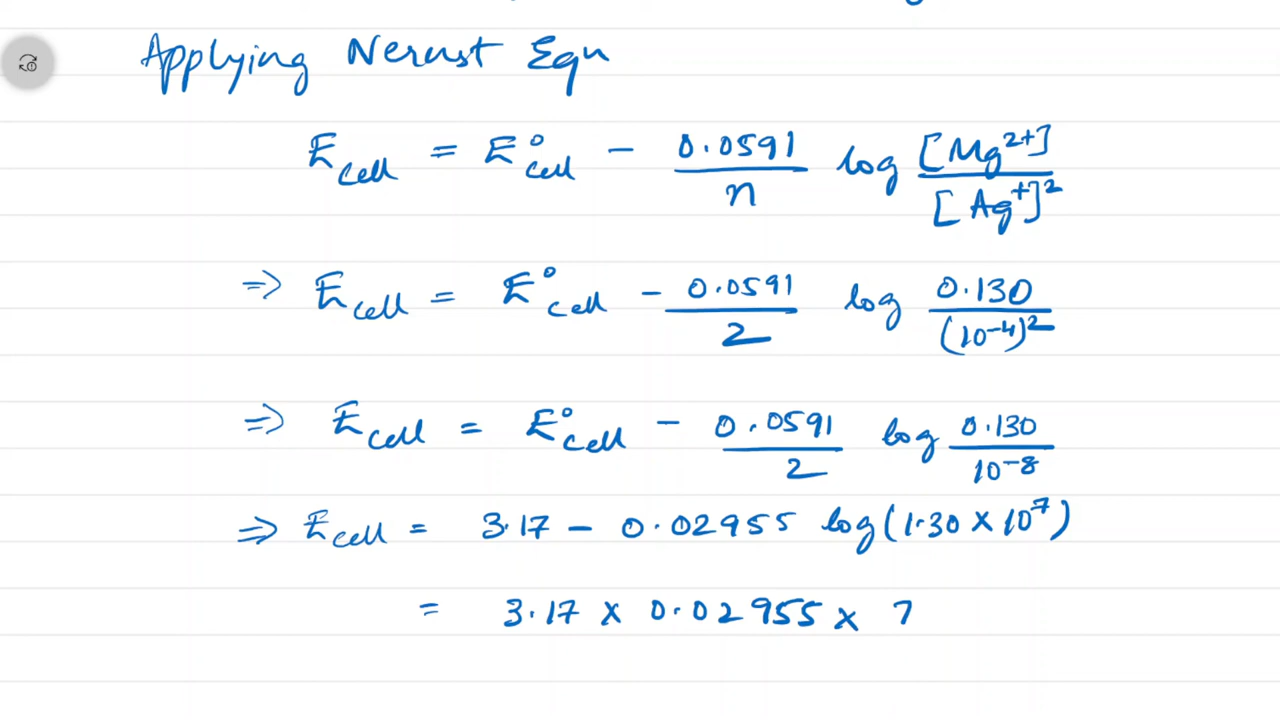 Applying Nernst Eqn
E_cell = E°_cell − 0.0591/n log [Mg²⁺]/[Ag⁺]²
⇒ E_cell = E°_cell − 0.0591/2 log 0.130/(10⁻⁴)²
⇒ E_cell = E°_cell − 0.0591/2 log 0.130/10⁻⁸
⇒ E_cell = 3.17 − 0.02955 log(1.30 × 10⁷)
= 3.17 × 0.02955 × 7